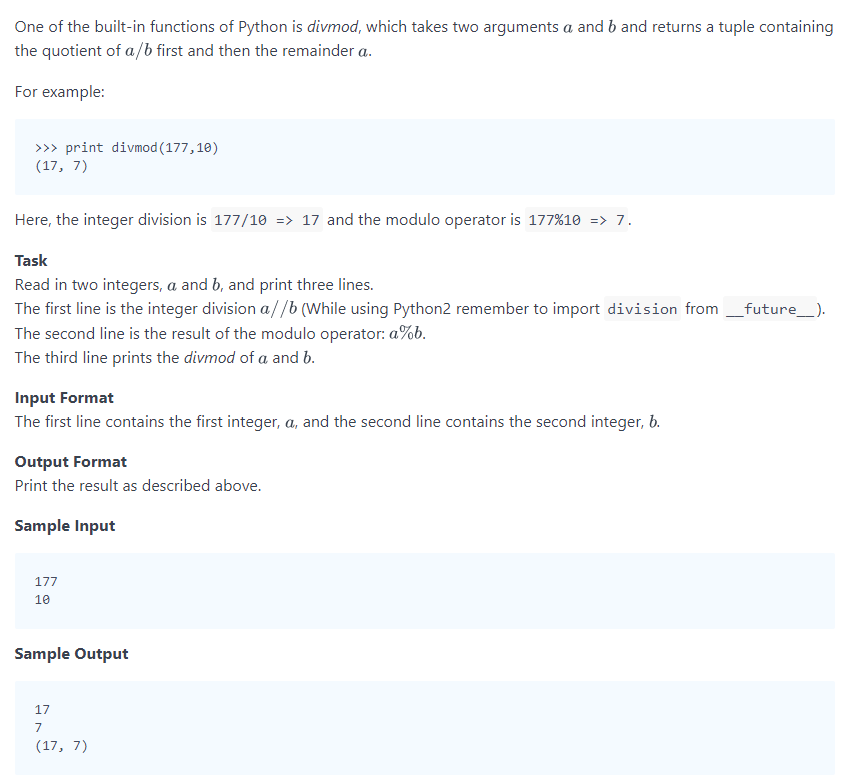 One of the built-in functions of Python is divmod, which takes two arguments a and b and returns a tuple containing
the quotient of a/b first and then the remainder a.
For example:
>>> print divmod(177,10)
(17, 7)
Here, the integer division is 177/10 => 17 and the modulo operator is 177%10 => 7.
Task
Read in two integers, a and b, and print three lines.
The first line is the integer division a//b (While using Python2 remember to import division from __future__).
The second line is the result of the modulo operator: a%b.
The third line prints the divmod of a and b.
Input Format
The first line contains the first integer, a, and the second line contains the second integer, b.
Output Format
Print the result as described above.
Sample Input
177
10
Sample Output
17
7
(17, 7)